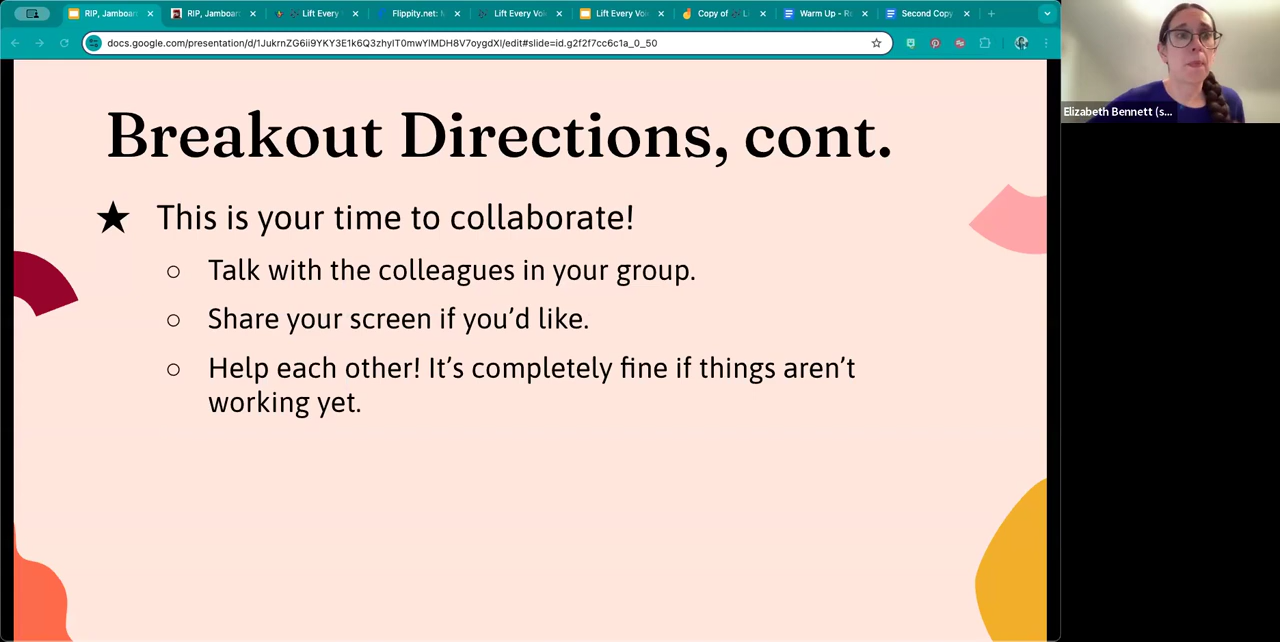 RIP, Jamboar
RIP, Jamboar
Lift Every
Flippity.net:
Lift Every Voi
Lift Every Voi
Copy of
Warm Up - R
Second Copy
docs.google.com/presentation/d/1JukrnZG6ii9YKY3E1k6Q3zhyIT0mwYlMDH8V7oygdXI/edit#slide=id.g2f2f7cc6c1a_0_50
Elizabeth Bennett (s...
Breakout Directions, cont.
★ This is your time to collaborate!
○ Talk with the colleagues in your group.
○ Share your screen if you’d like.
○ Help each other! It’s completely fine if things aren’t
working yet.